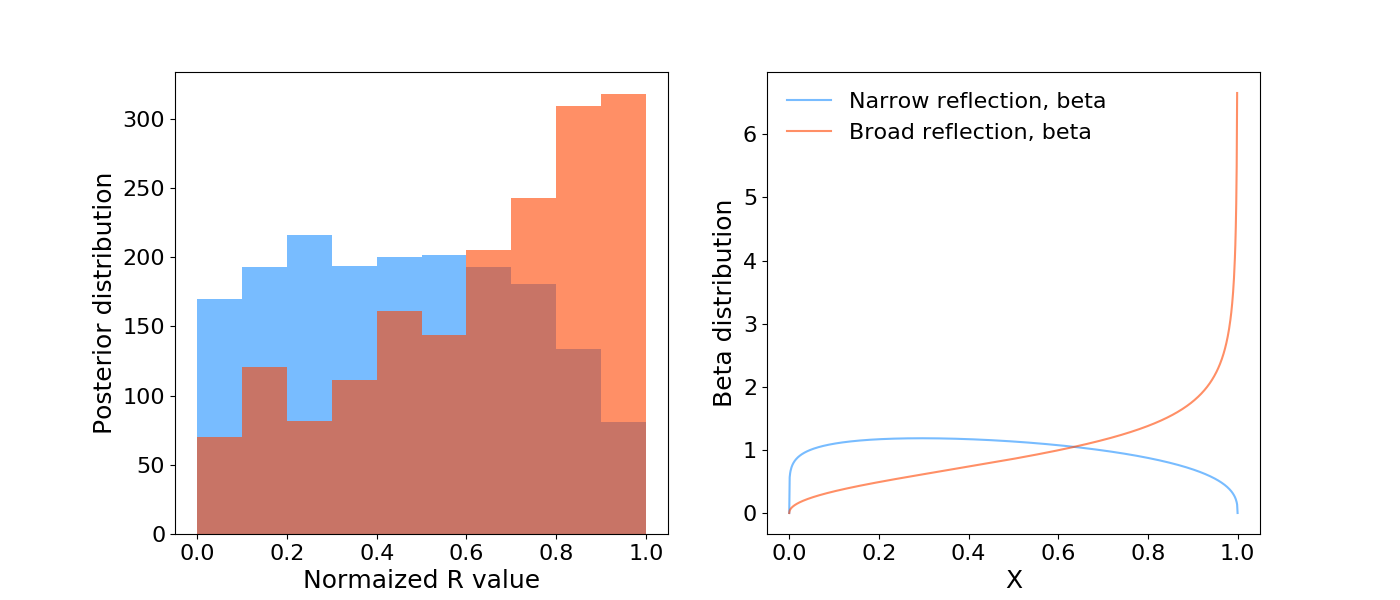 Posterior distribution
300
250
200
150
100
50
0
0.0 0.2 0.4 0.6 0.8 1.0
Normaized R value
Beta distribution
6
5
4
3
2
1
0
0.0 0.2 0.4 0.6 0.8 1.0
X
Narrow reflection, beta
Broad reflection, beta